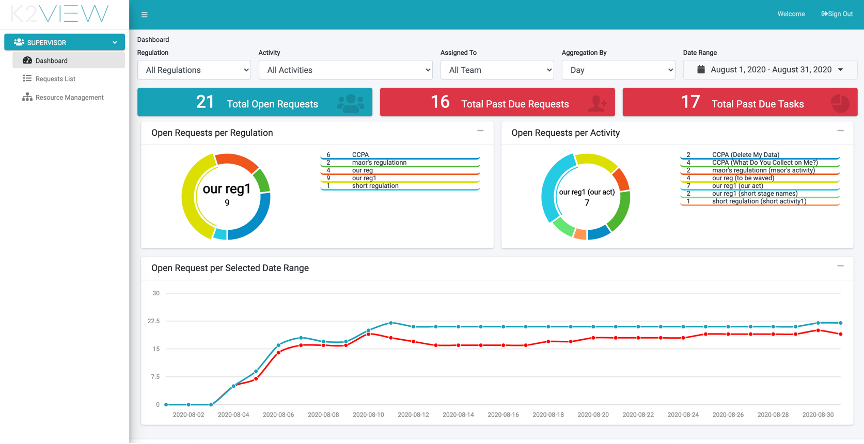 K2VIEW
Welcome
Sign Out
SUPERVISOR
Dashboard
Requests List
Resource Management
Dashboard
Regulation
Activity
Assigned To
Aggregation By
Date Range
All Regulations
All Activities
All Team
Day
August 1, 2020 - August 31, 2020
21 Total Open Requests
16 Total Past Due Requests
17 Total Past Due Tasks
Open Requests per Regulation
our reg1
9
6 CCPA
2 maor's regulationn
4 our reg
9 our reg1
1 short regulation
Open Requests per Activity
our reg1 (our act)
7
2 CCPA (Delete My Data)
4 CCPA (What Do You Collect on Me?)
2 maor's regulationn (maor's activity)
4 our reg (to be waved)
7 our reg1 (our act)
2 our reg1 (short stage names)
1 short regulation (short activity1)
Open Request per Selected Date Range
30
22.5
15
7.5
0
2020-08-02 2020-08-04 2020-08-06 2020-08-08 2020-08-10 2020-08-12 2020-08-14 2020-08-16 2020-08-18 2020-08-20 2020-08-22 2020-08-24 2020-08-26 2020-08-28 2020-08-30